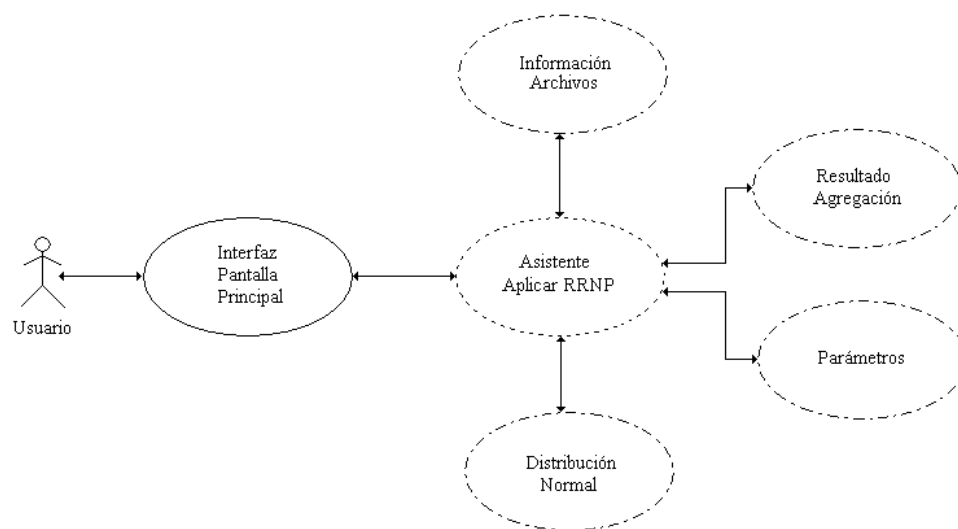 Información
Archivos
Resultado
Agregación
Interfaz
Pantalla
Principal
Asistente
Aplicar RRNP
Usuario
Parámetros
Distribución
Normal